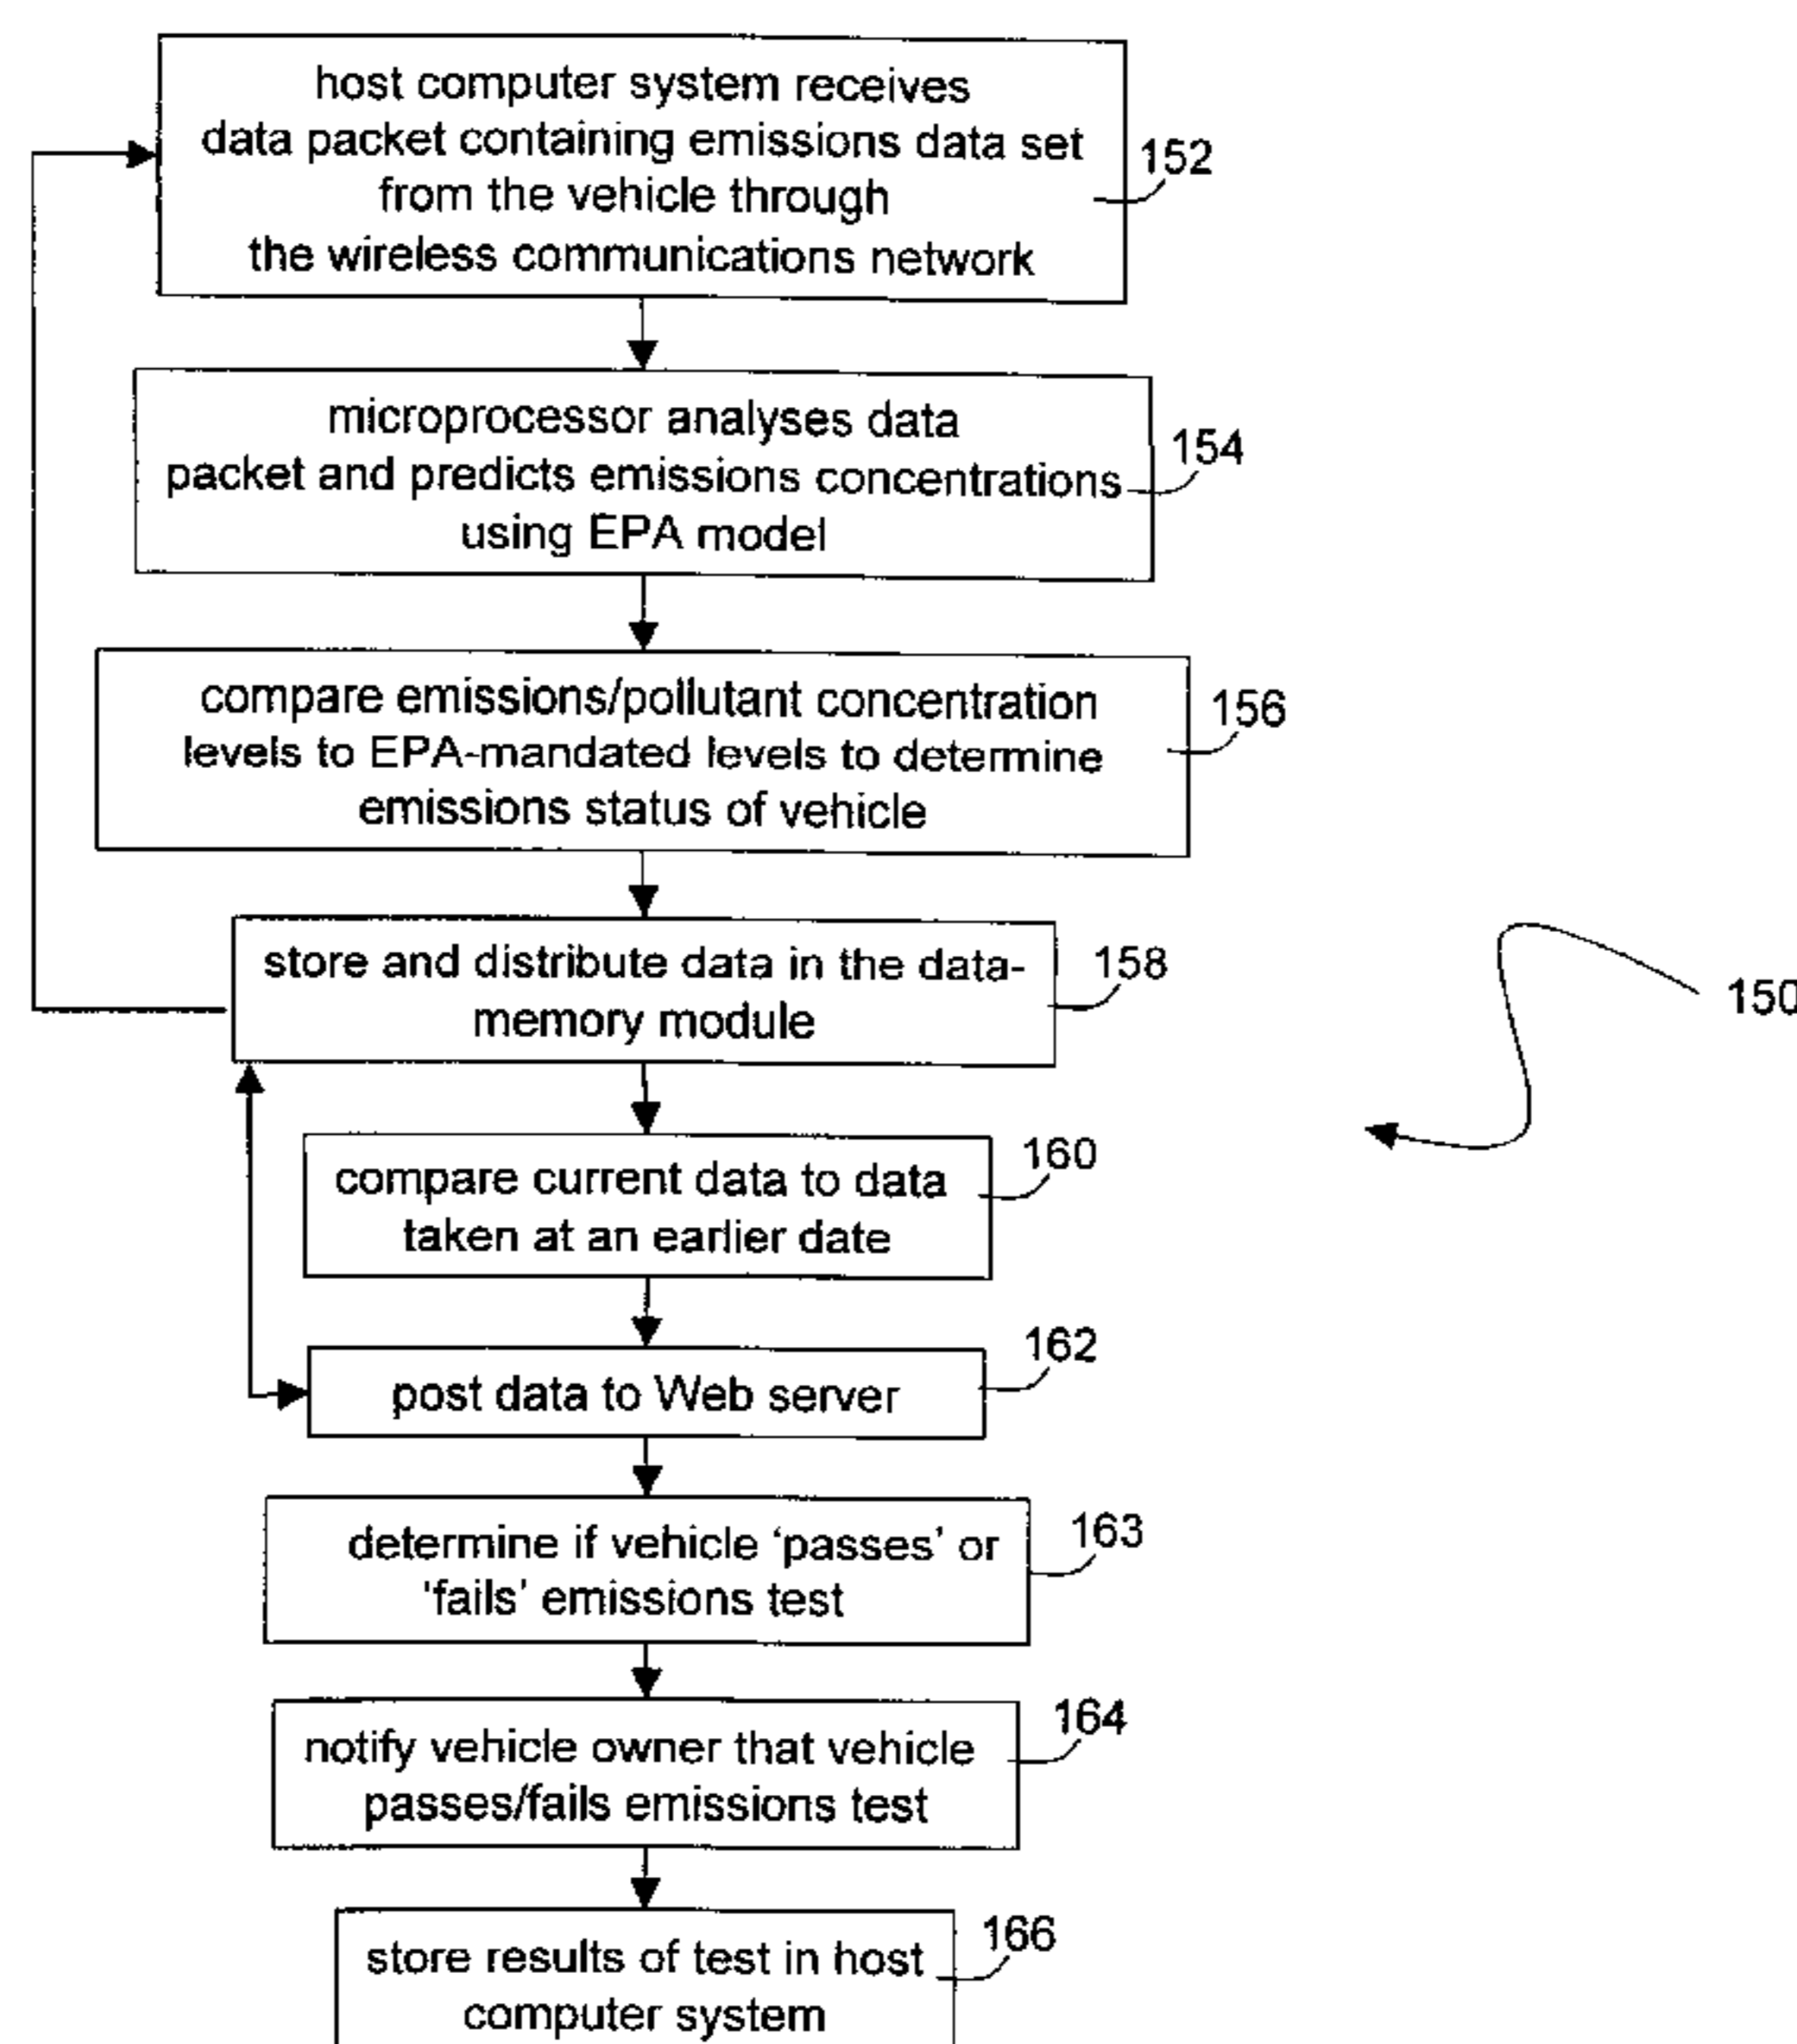 host computer system receives
data packet containing emissions data set
from the vehicle through
the wireless communications network
152
microprocessor analyses data
packet and predicts emissions concentrations
using EPA model
154
compare emissions/pollutant concentration
levels to EPA-mandated levels to determine
emissions status of vehicle
156
store and distribute data in the data-
memory module
158
150
compare current data to data
taken at an earlier date
160
post data to Web server
162
determine if vehicle ‘passes’ or
‘fails’ emissions test
163
notify vehicle owner that vehicle
passes/fails emissions test
164
store results of test in host
computer system
166